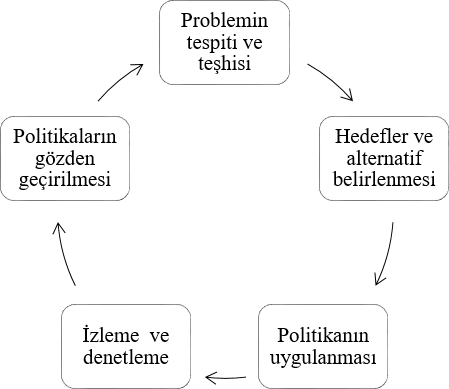 Problemin
tespiti ve
teşhisi
Hedefler ve
alternatif
belirlenmesi
Politikanın
uygulanması
İzleme ve
denetleme
Politikaların
gözden
geçirilmesi